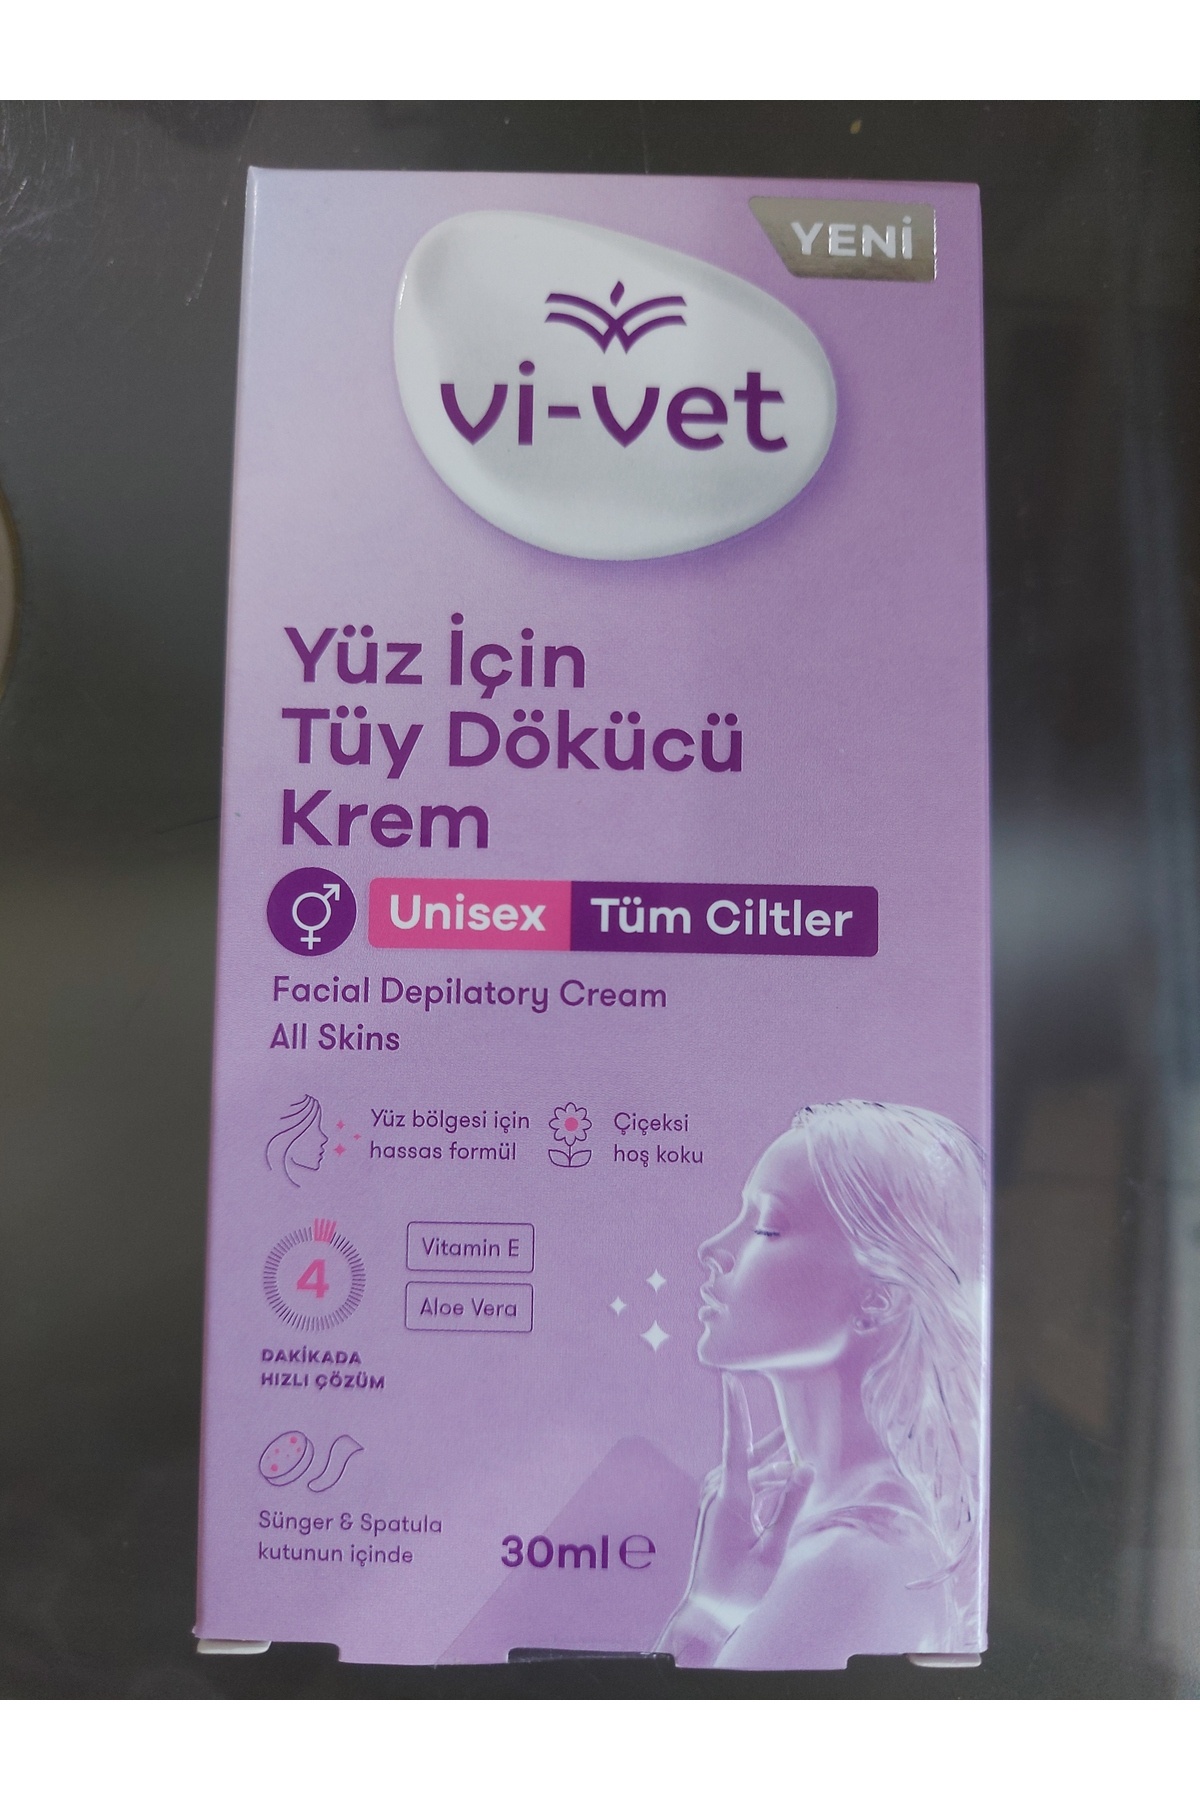 YENİ
vi-vet
Yüz İçin
Tüy Dökücü
Krem
Unisex Tüm Ciltler
Facial Depilatory Cream
All Skins
Yüz bölgesi için
hassas formül
Çiçeksi
hoş koku
4
DAKİKADA
HIZLI ÇÖZÜM
Vitamin E
Aloe Vera
Sünger & Spatula
kutunun içinde
30ml ℮